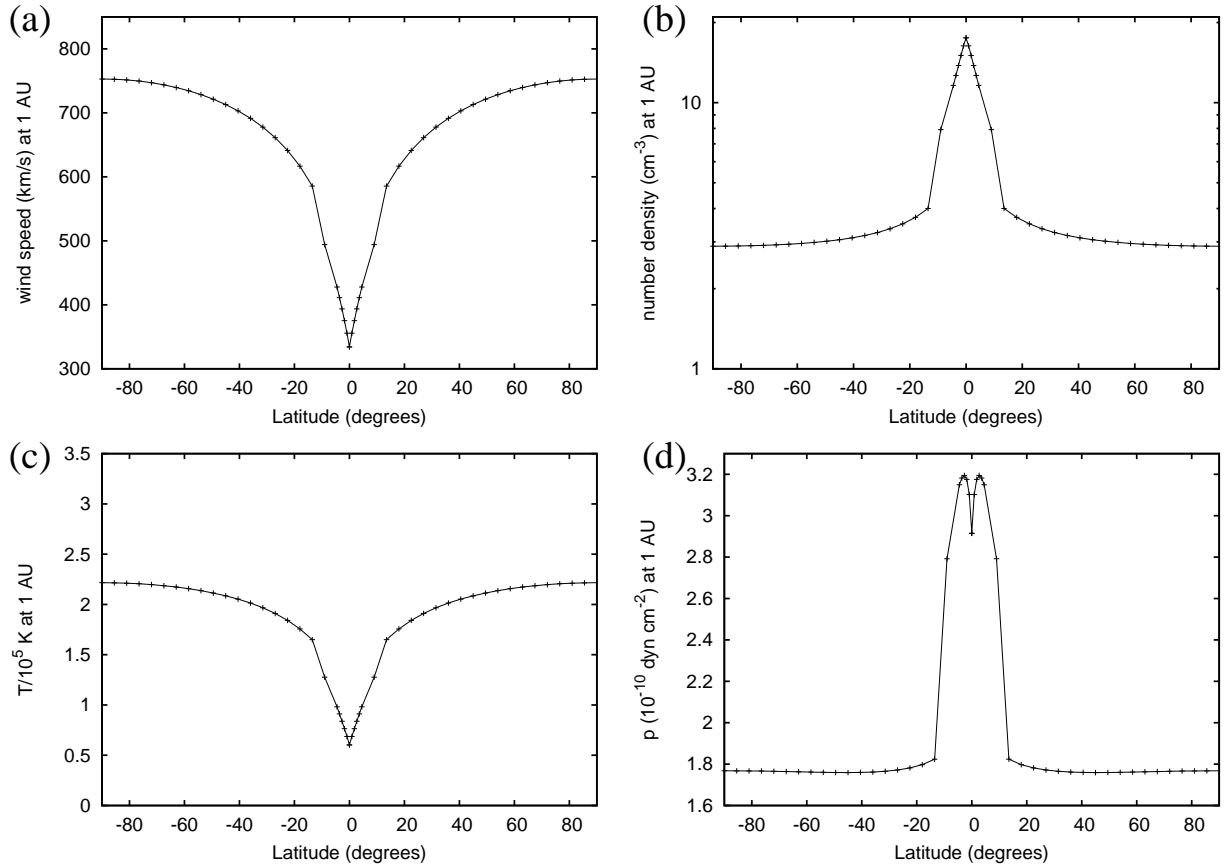 (a)
wind speed (km/s) at 1 AU
800
700
600
500
400
300
-80 -60 -40 -20 0 20 40 60 80
Latitude (degrees)
(b)
number density (cm⁻³) at 1 AU
10
1
-80 -60 -40 -20 0 20 40 60 80
Latitude (degrees)
(c)
T/10⁵ K at 1 AU
3.5
3
2.5
2
1.5
1
0.5
0
-80 -60 -40 -20 0 20 40 60 80
Latitude (degrees)
(d)
p (10⁻¹⁰ dyn cm⁻²) at 1 AU
3.2
3
2.8
2.6
2.4
2.2
2
1.8
1.6
-80 -60 -40 -20 0 20 40 60 80
Latitude (degrees)